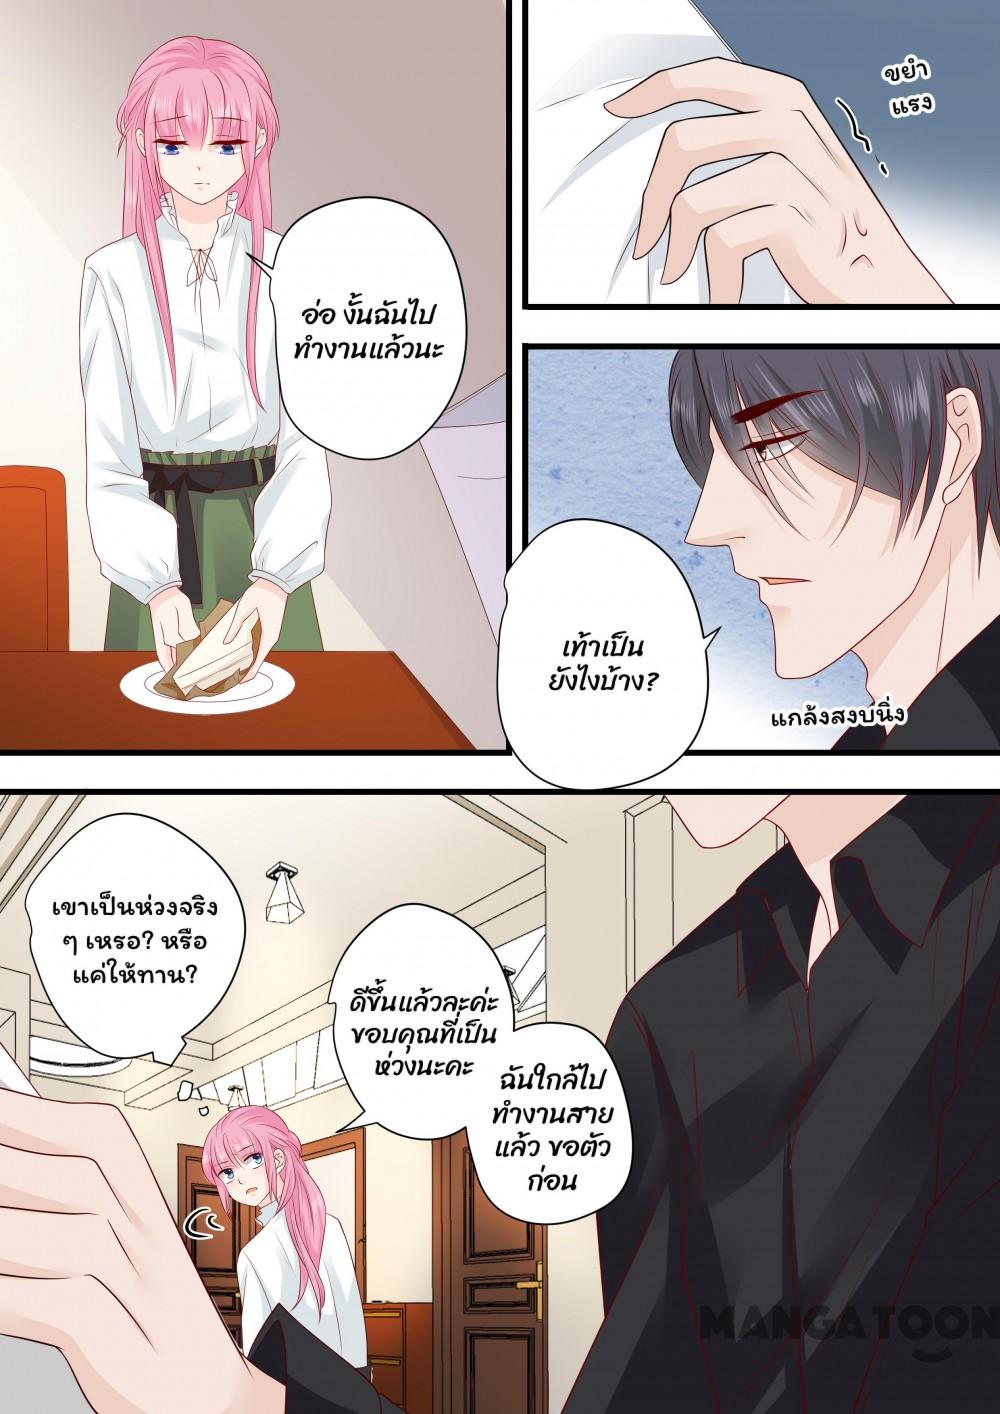 อ่อ งั้นฉันไป
ทำงานแล้วนะ
ขยำ
แรง
เท้าเป็น
ยังไงบ้าง?
แกล้งสงบนิ่ง
เขาเป็นห่วงจริง
ๆ เหรอ? หรือ
แค่ให้ทาน?
ดีขึ้นแล้วละค่ะ
ขอบคุณที่เป็น
ห่วงนะคะ
ฉันใกล้ไป
ทำงานสาย
แล้ว ขอตัว
ก่อน
MANGATOON